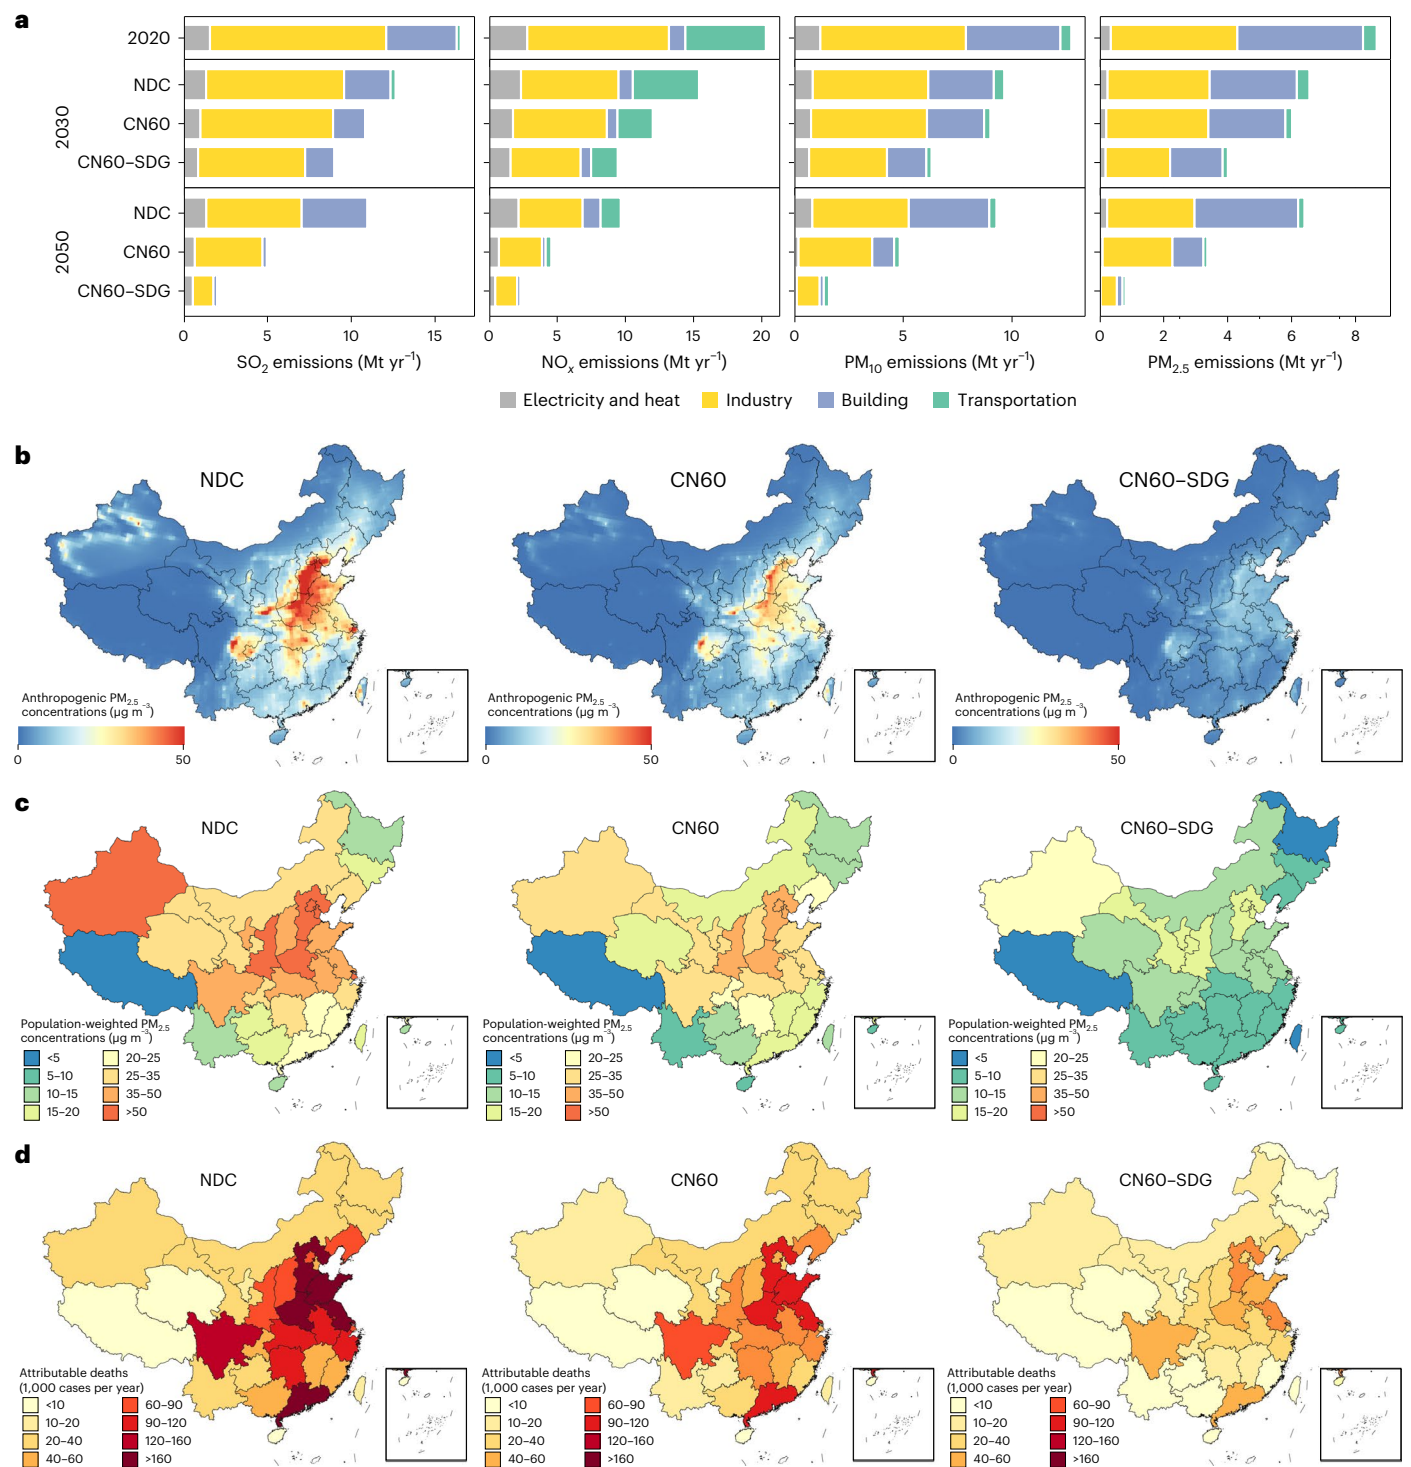 a
2020
2030
NDC
CN60
CN60–SDG
2050
NDC
CN60
CN60–SDG
0 5 10 15
SO2 emissions (Mt yr−1)
0 5 10 15 20
NOx emissions (Mt yr−1)
0 5 10
PM10 emissions (Mt yr−1)
0 2 4 6 8
PM2.5 emissions (Mt yr−1)
Electricity and heat Industry Building Transportation
b
NDC
Anthropogenic PM2.5
concentrations (µg m−3)
0 50
CN60
Anthropogenic PM2.5
concentrations (µg m−3)
0 50
CN60–SDG
Anthropogenic PM2.5
concentrations (µg m−3)
0 50
c
NDC
Population-weighted PM2.5
concentrations (µg m−3)
<5 20–25
5–10 25–35
10–15 35–50
15–20 >50
CN60
Population-weighted PM2.5
concentrations (µg m−3)
<5 20–25
5–10 25–35
10–15 35–50
15–20 >50
CN60–SDG
Population-weighted PM2.5
concentrations (µg m−3)
<5 20–25
5–10 25–35
10–15 35–50
15–20 >50
d
NDC
Attributable deaths
(1,000 cases per year)
<10 60–90
10–20 90–120
20–40 120–160
40–60 >160
CN60
Attributable deaths
(1,000 cases per year)
<10 60–90
10–20 90–120
20–40 120–160
40–60 >160
CN60–SDG
Attributable deaths
(1,000 cases per year)
<10 60–90
10–20 90–120
20–40 120–160
40–60 >160